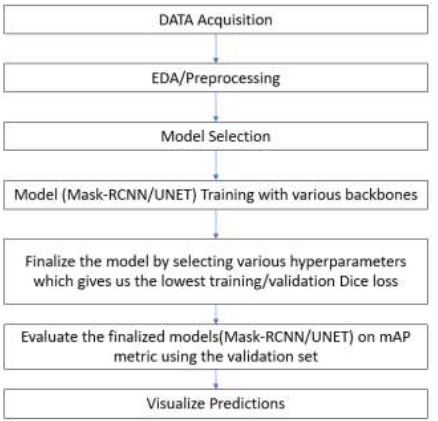 DATA Acquisition
EDA/Preprocessing
Model Selection
Model (Mask-RCNN/UNET) Training with various backbones
Finalize the model by selecting various hyperparameters
which gives us the lowest training/validation Dice loss
Evaluate the finalized models(Mask-RCNN/UNET) on mAP
metric using the validation set
Visualize Predictions